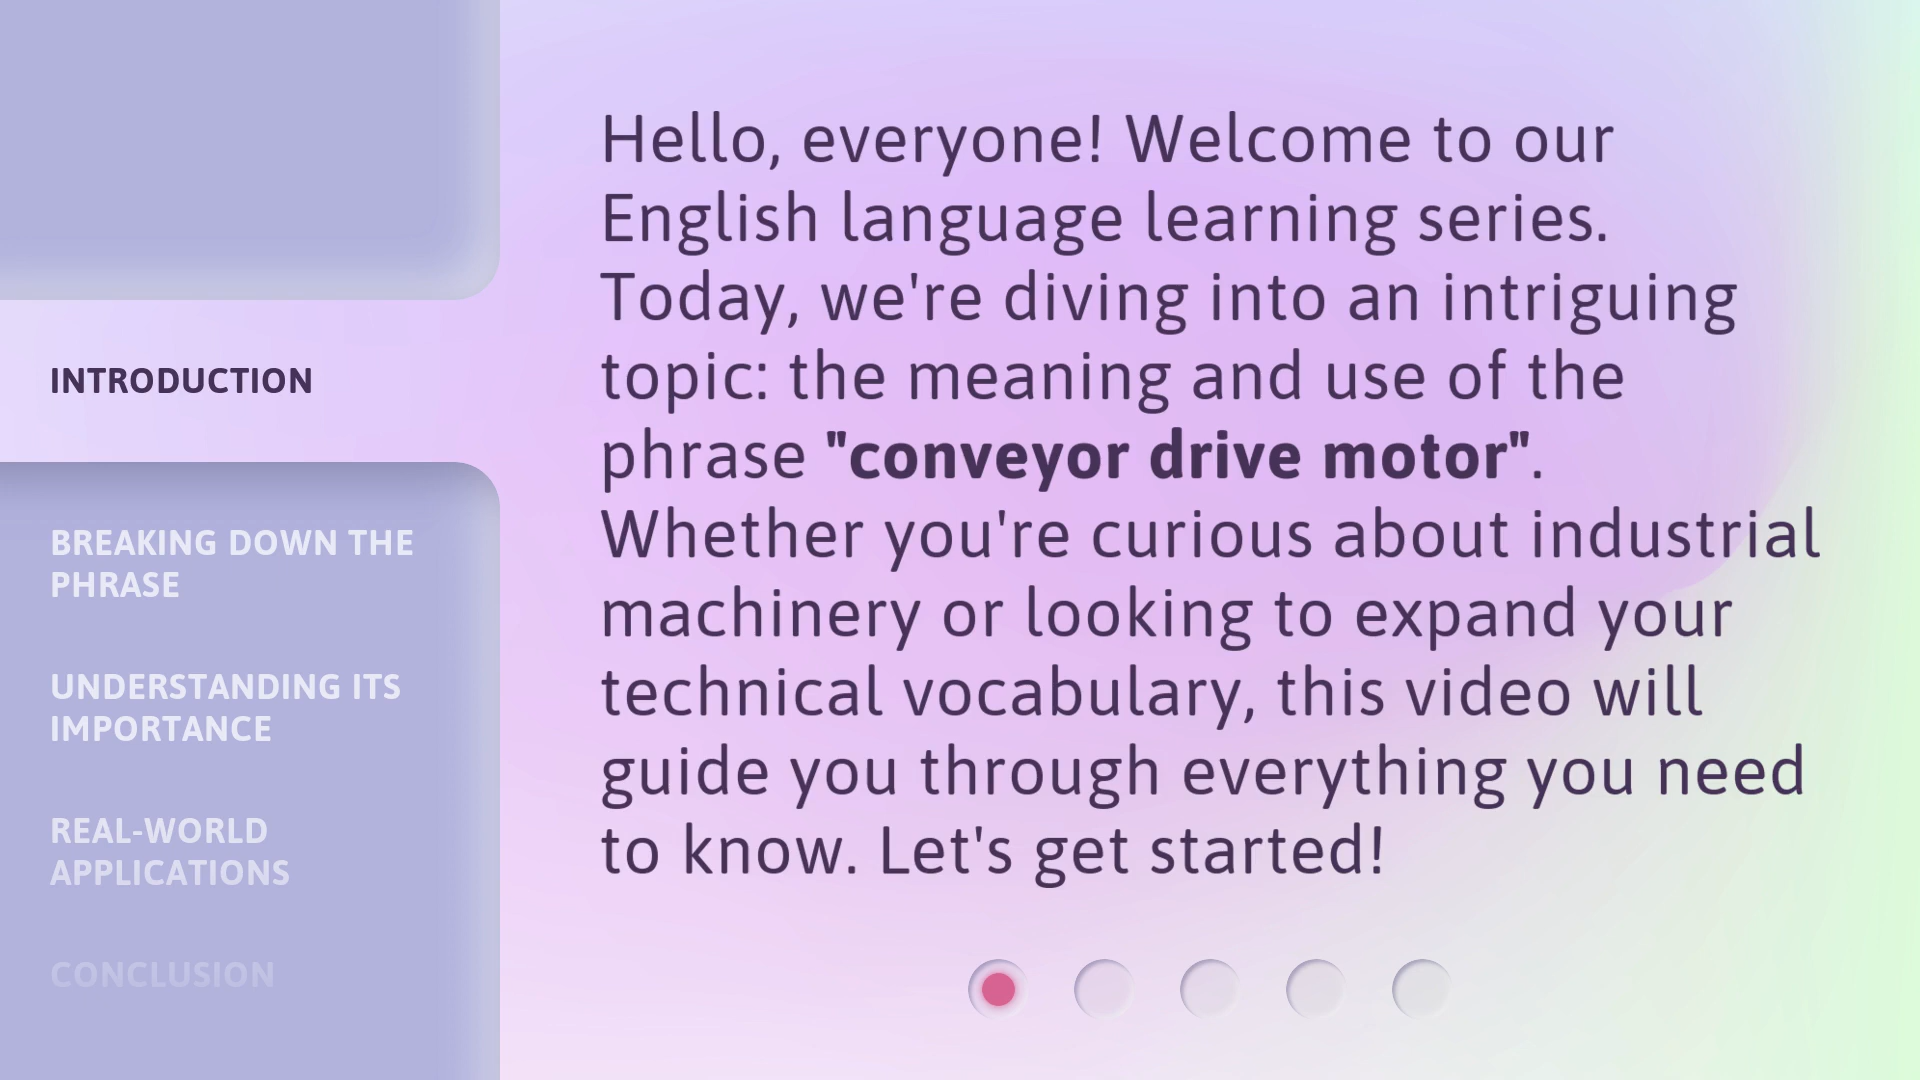 INTRODUCTION
BREAKING DOWN THE
PHRASE
UNDERSTANDING ITS
IMPORTANCE
REAL-WORLD
APPLICATIONS
CONCLUSION
Hello, everyone! Welcome to our
English language learning series.
Today, we're diving into an intriguing
topic: the meaning and use of the
phrase "conveyor drive motor".
Whether you're curious about industrial
machinery or looking to expand your
technical vocabulary, this video will
guide you through everything you need
to know. Let's get started!